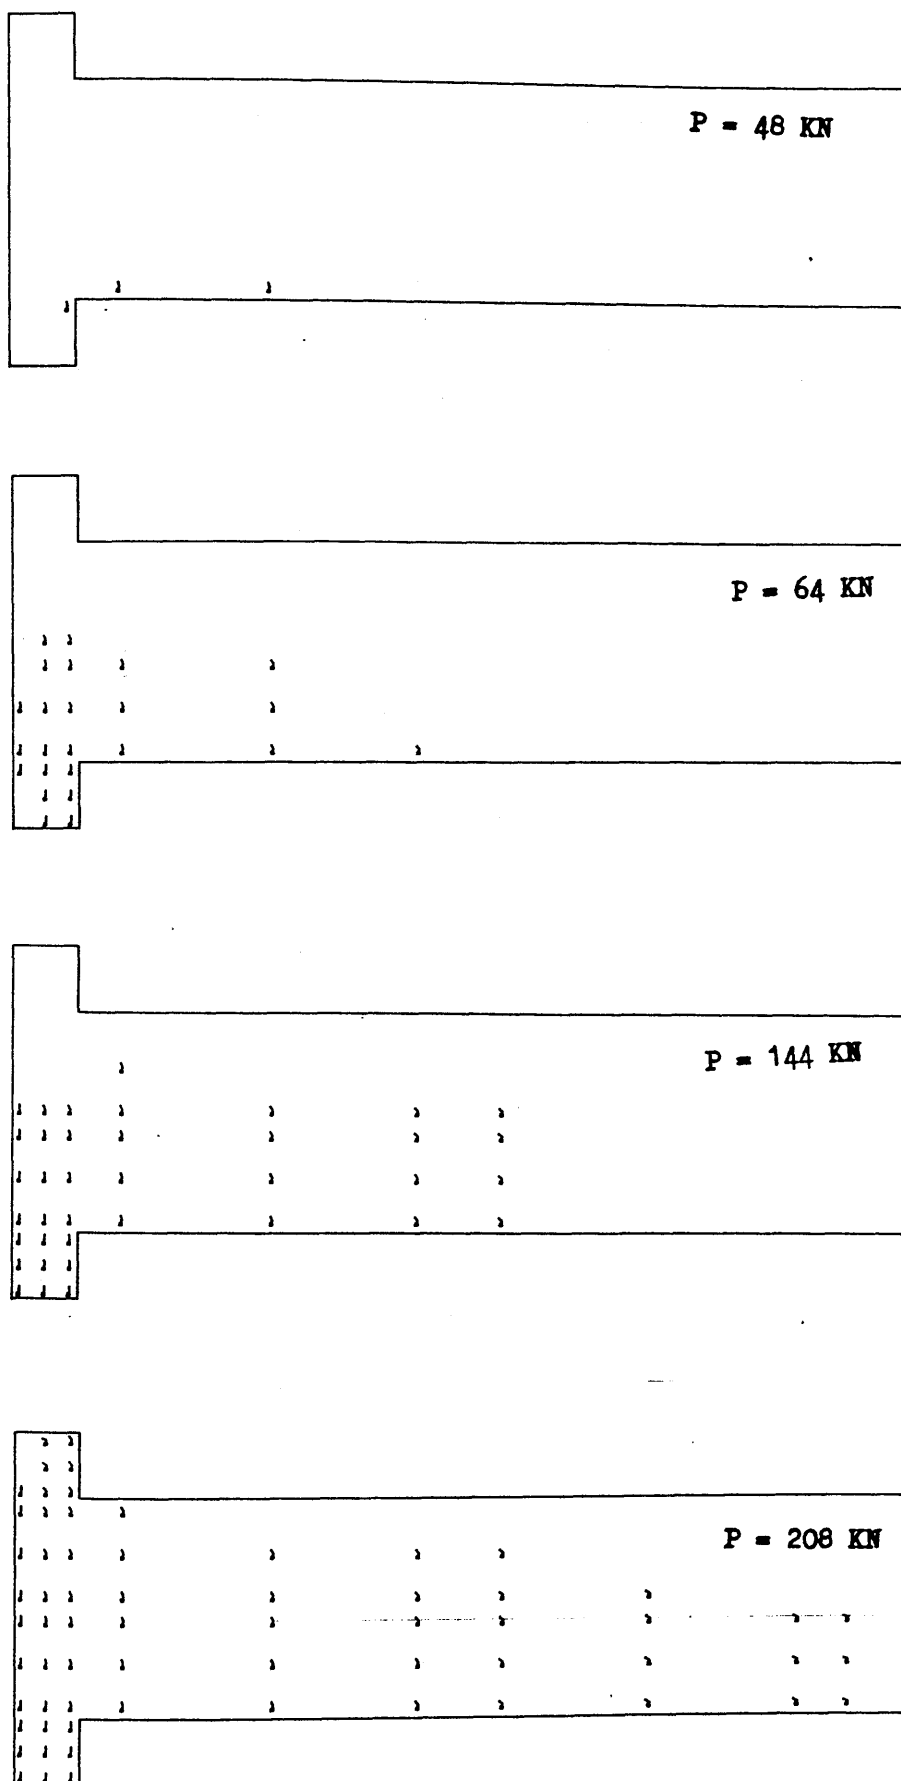 P = 48 KN
P = 64 KN
P = 144 KN
P = 208 KN